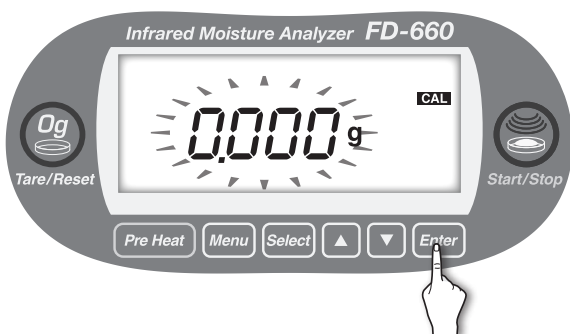 Infrared Moisture Analyzer FD-660
CAL
0.000 g
0g
Tare/Reset
Start/Stop
Pre Heat Menu Select ▲ ▼ Enter